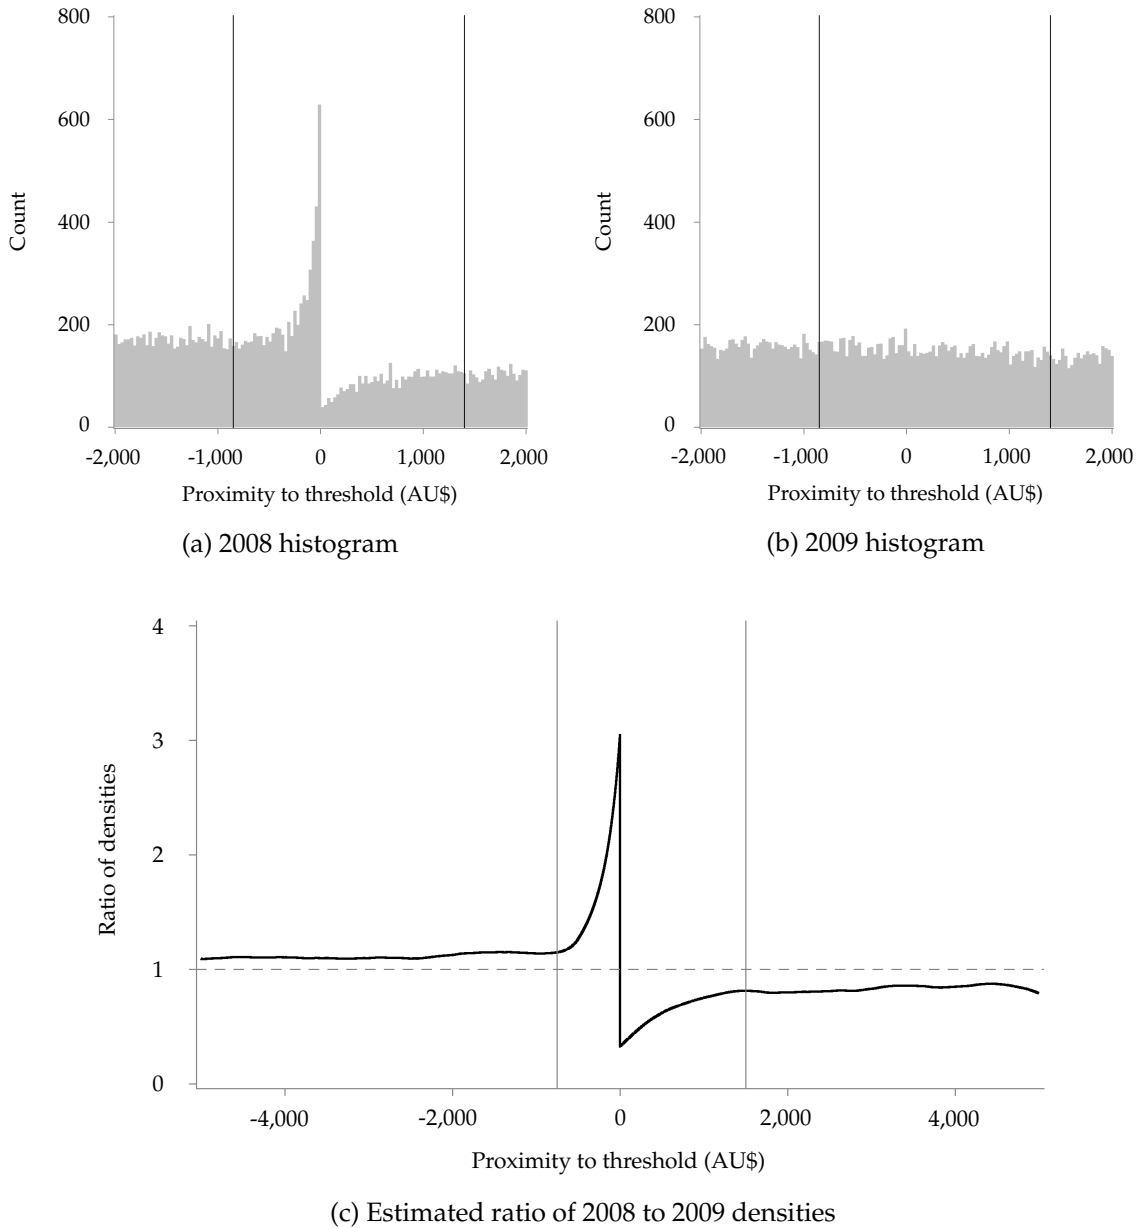 800
600
400
200
0
Count
-2,000 -1,000 0 1,000 2,000
Proximity to threshold (AU$)
(a) 2008 histogram
800
600
400
200
0
Count
-2,000 -1,000 0 1,000 2,000
Proximity to threshold (AU$)
(b) 2009 histogram
4
3
2
1
0
Ratio of densities
-4,000 -2,000 0 2,000 4,000
Proximity to threshold (AU$)
(c) Estimated ratio of 2008 to 2009 densities